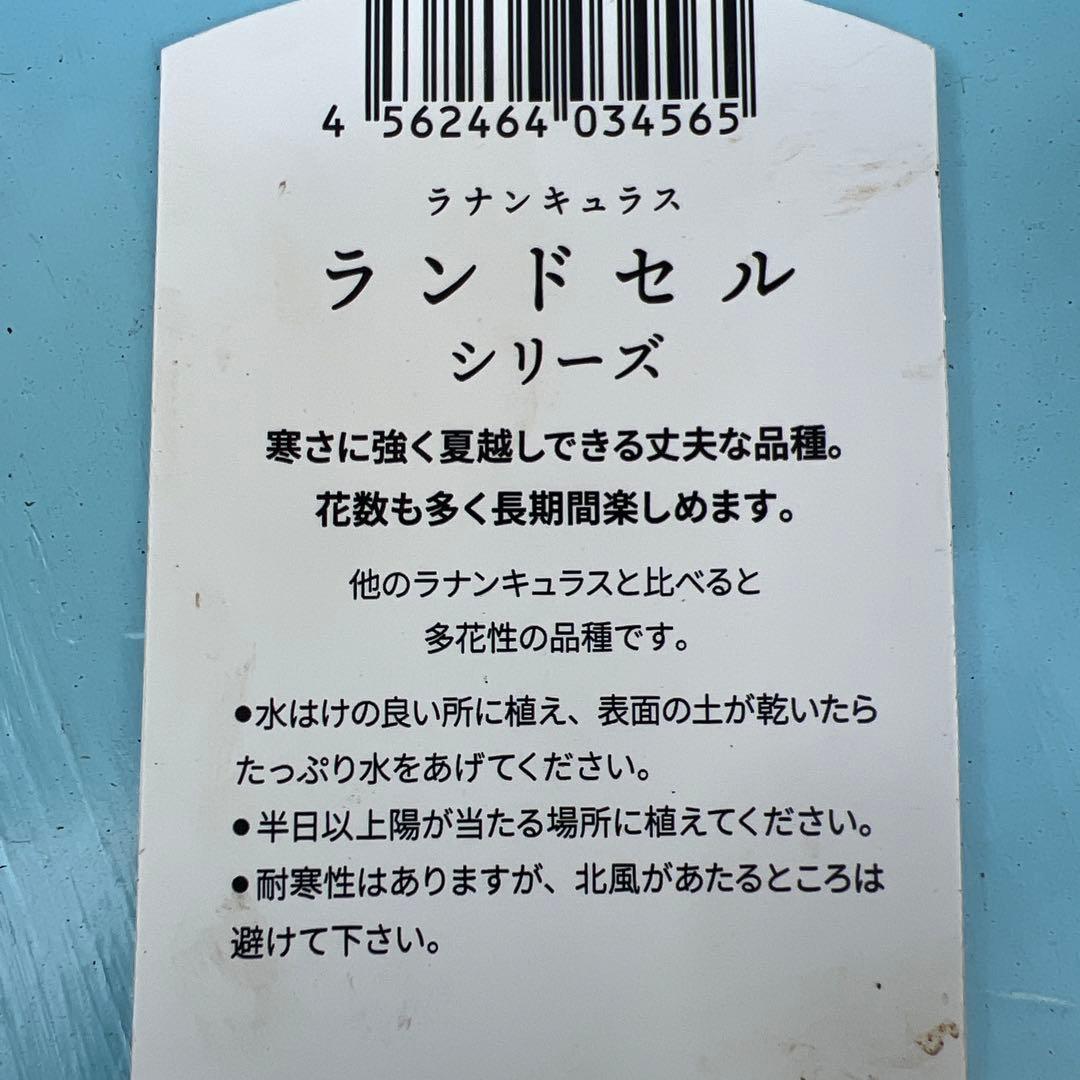 4 562464 034565
ラナンキュラス
ランドセル
シリーズ
寒さに強く夏越しできる丈夫な品種。
花数も多く長期間楽しめます。
他のラナンキュラスと比べると
多花性の品種です。
●水はけの良い所に植え、表面の土が乾いたら
たっぷり水をあげてください。
●半日以上陽が当たる場所に植えてください。
●耐寒性はありますが、北風があたるところは
避けて下さい。